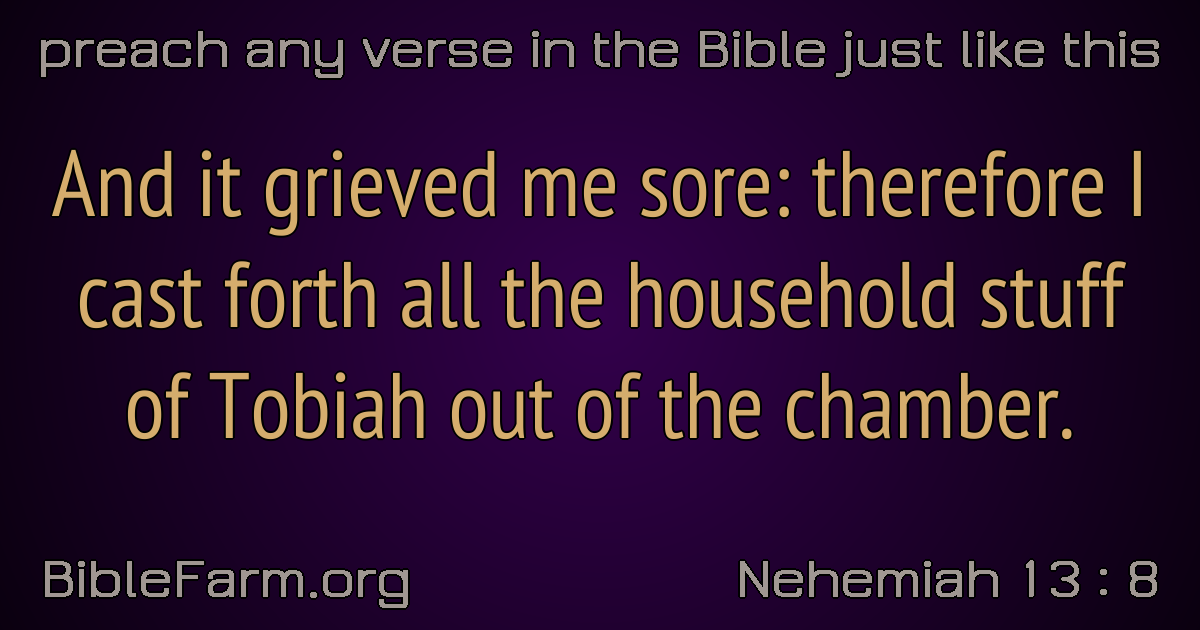 preach any verse in the Bible just like this
And it grieved me sore: therefore I
cast forth all the household stuff
of Tobiah out of the chamber.
BibleFarm.org
Nehemiah 13 : 8